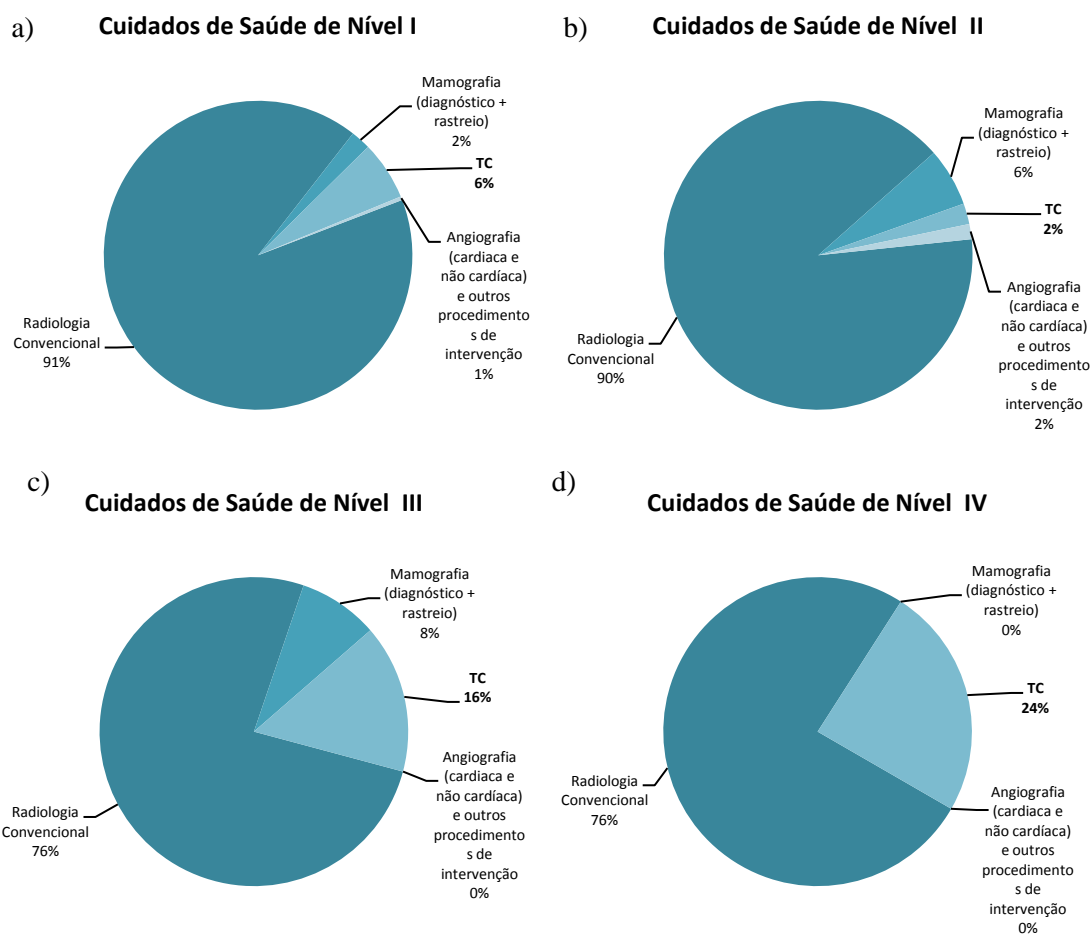 a)
Cuidados de Saúde de Nível I
Mamografia
(diagnóstico +
rastreio)
2%
TC
6%
Angiografia
(cardiaca e
não cardíaca)
e outros
procedimento
s de
intervenção
1%
Radiologia
Convencional
91%
b)
Cuidados de Saúde de Nível II
Mamografia
(diagnóstico +
rastreio)
6%
TC
2%
Angiografia
(cardiaca e
não cardíaca)
e outros
procedimento
s de
intervenção
2%
Radiologia
Convencional
90%
c)
Cuidados de Saúde de Nível III
Mamografia
(diagnóstico +
rastreio)
8%
TC
16%
Angiografia
(cardiaca e
não cardíaca)
e outros
procedimento
s de
intervenção
0%
Radiologia
Convencional
76%
d)
Cuidados de Saúde de Nível IV
Mamografia
(diagnóstico +
rastreio)
0%
TC
24%
Angiografia
(cardiaca e
não cardíaca)
e outros
procedimento
s de
intervenção
0%
Radiologia
Convencional
76%